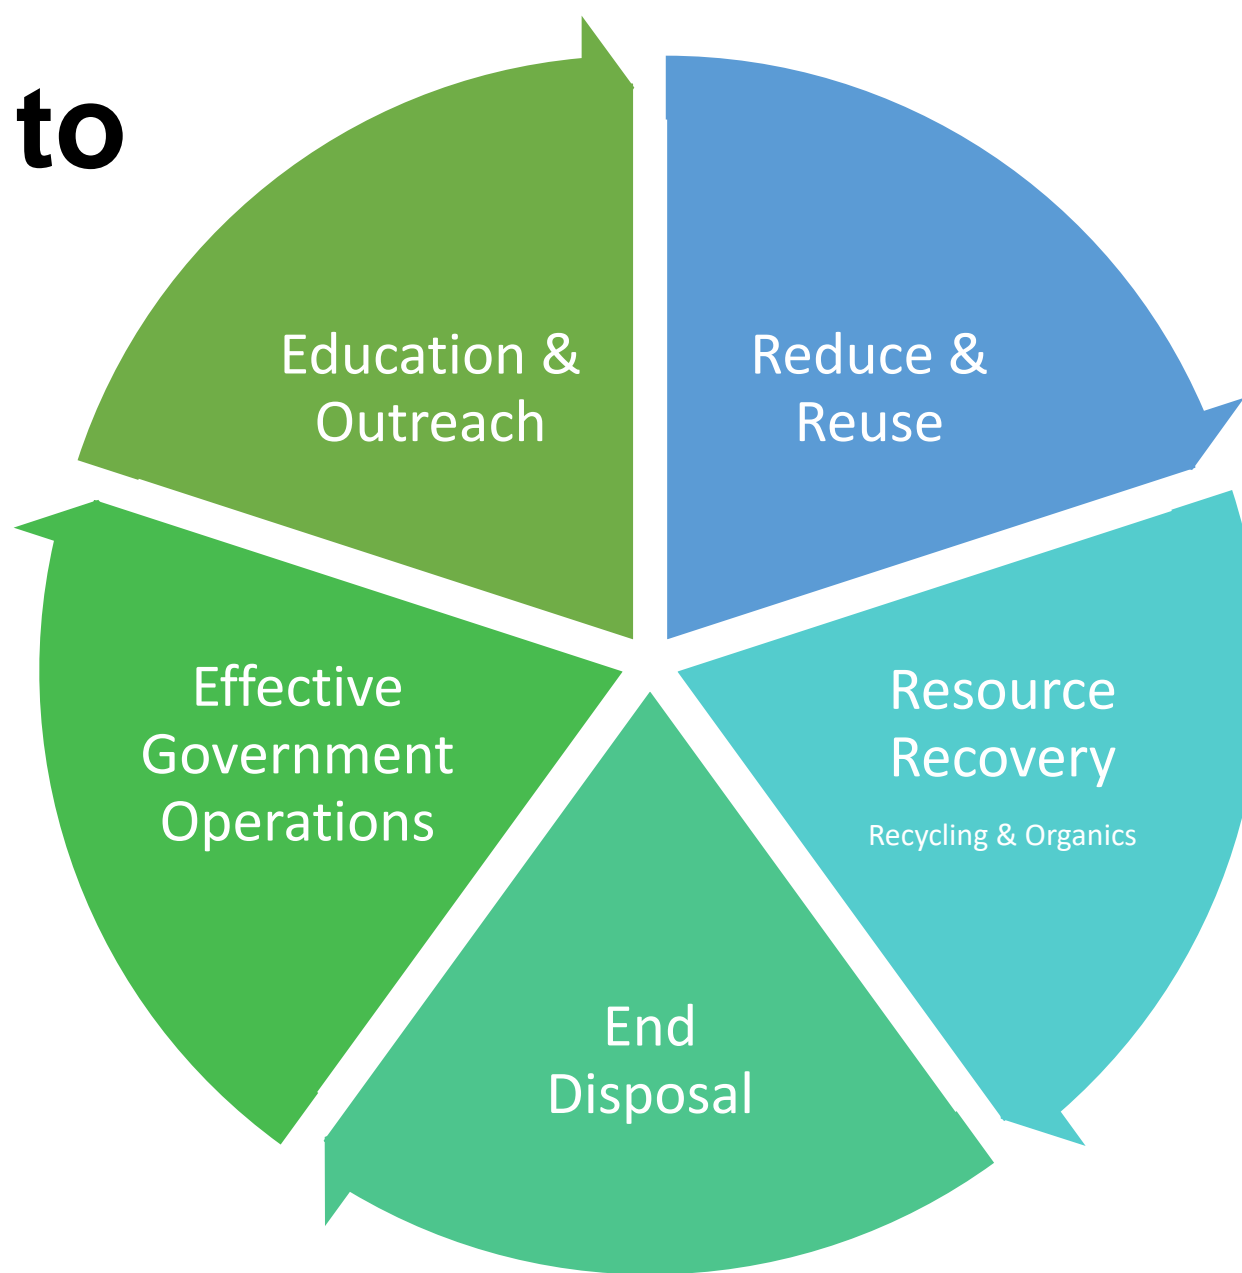 to
Education &
Outreach
Reduce &
Reuse
Resource
Recovery
Recycling & Organics
End
Disposal
Effective
Government
Operations